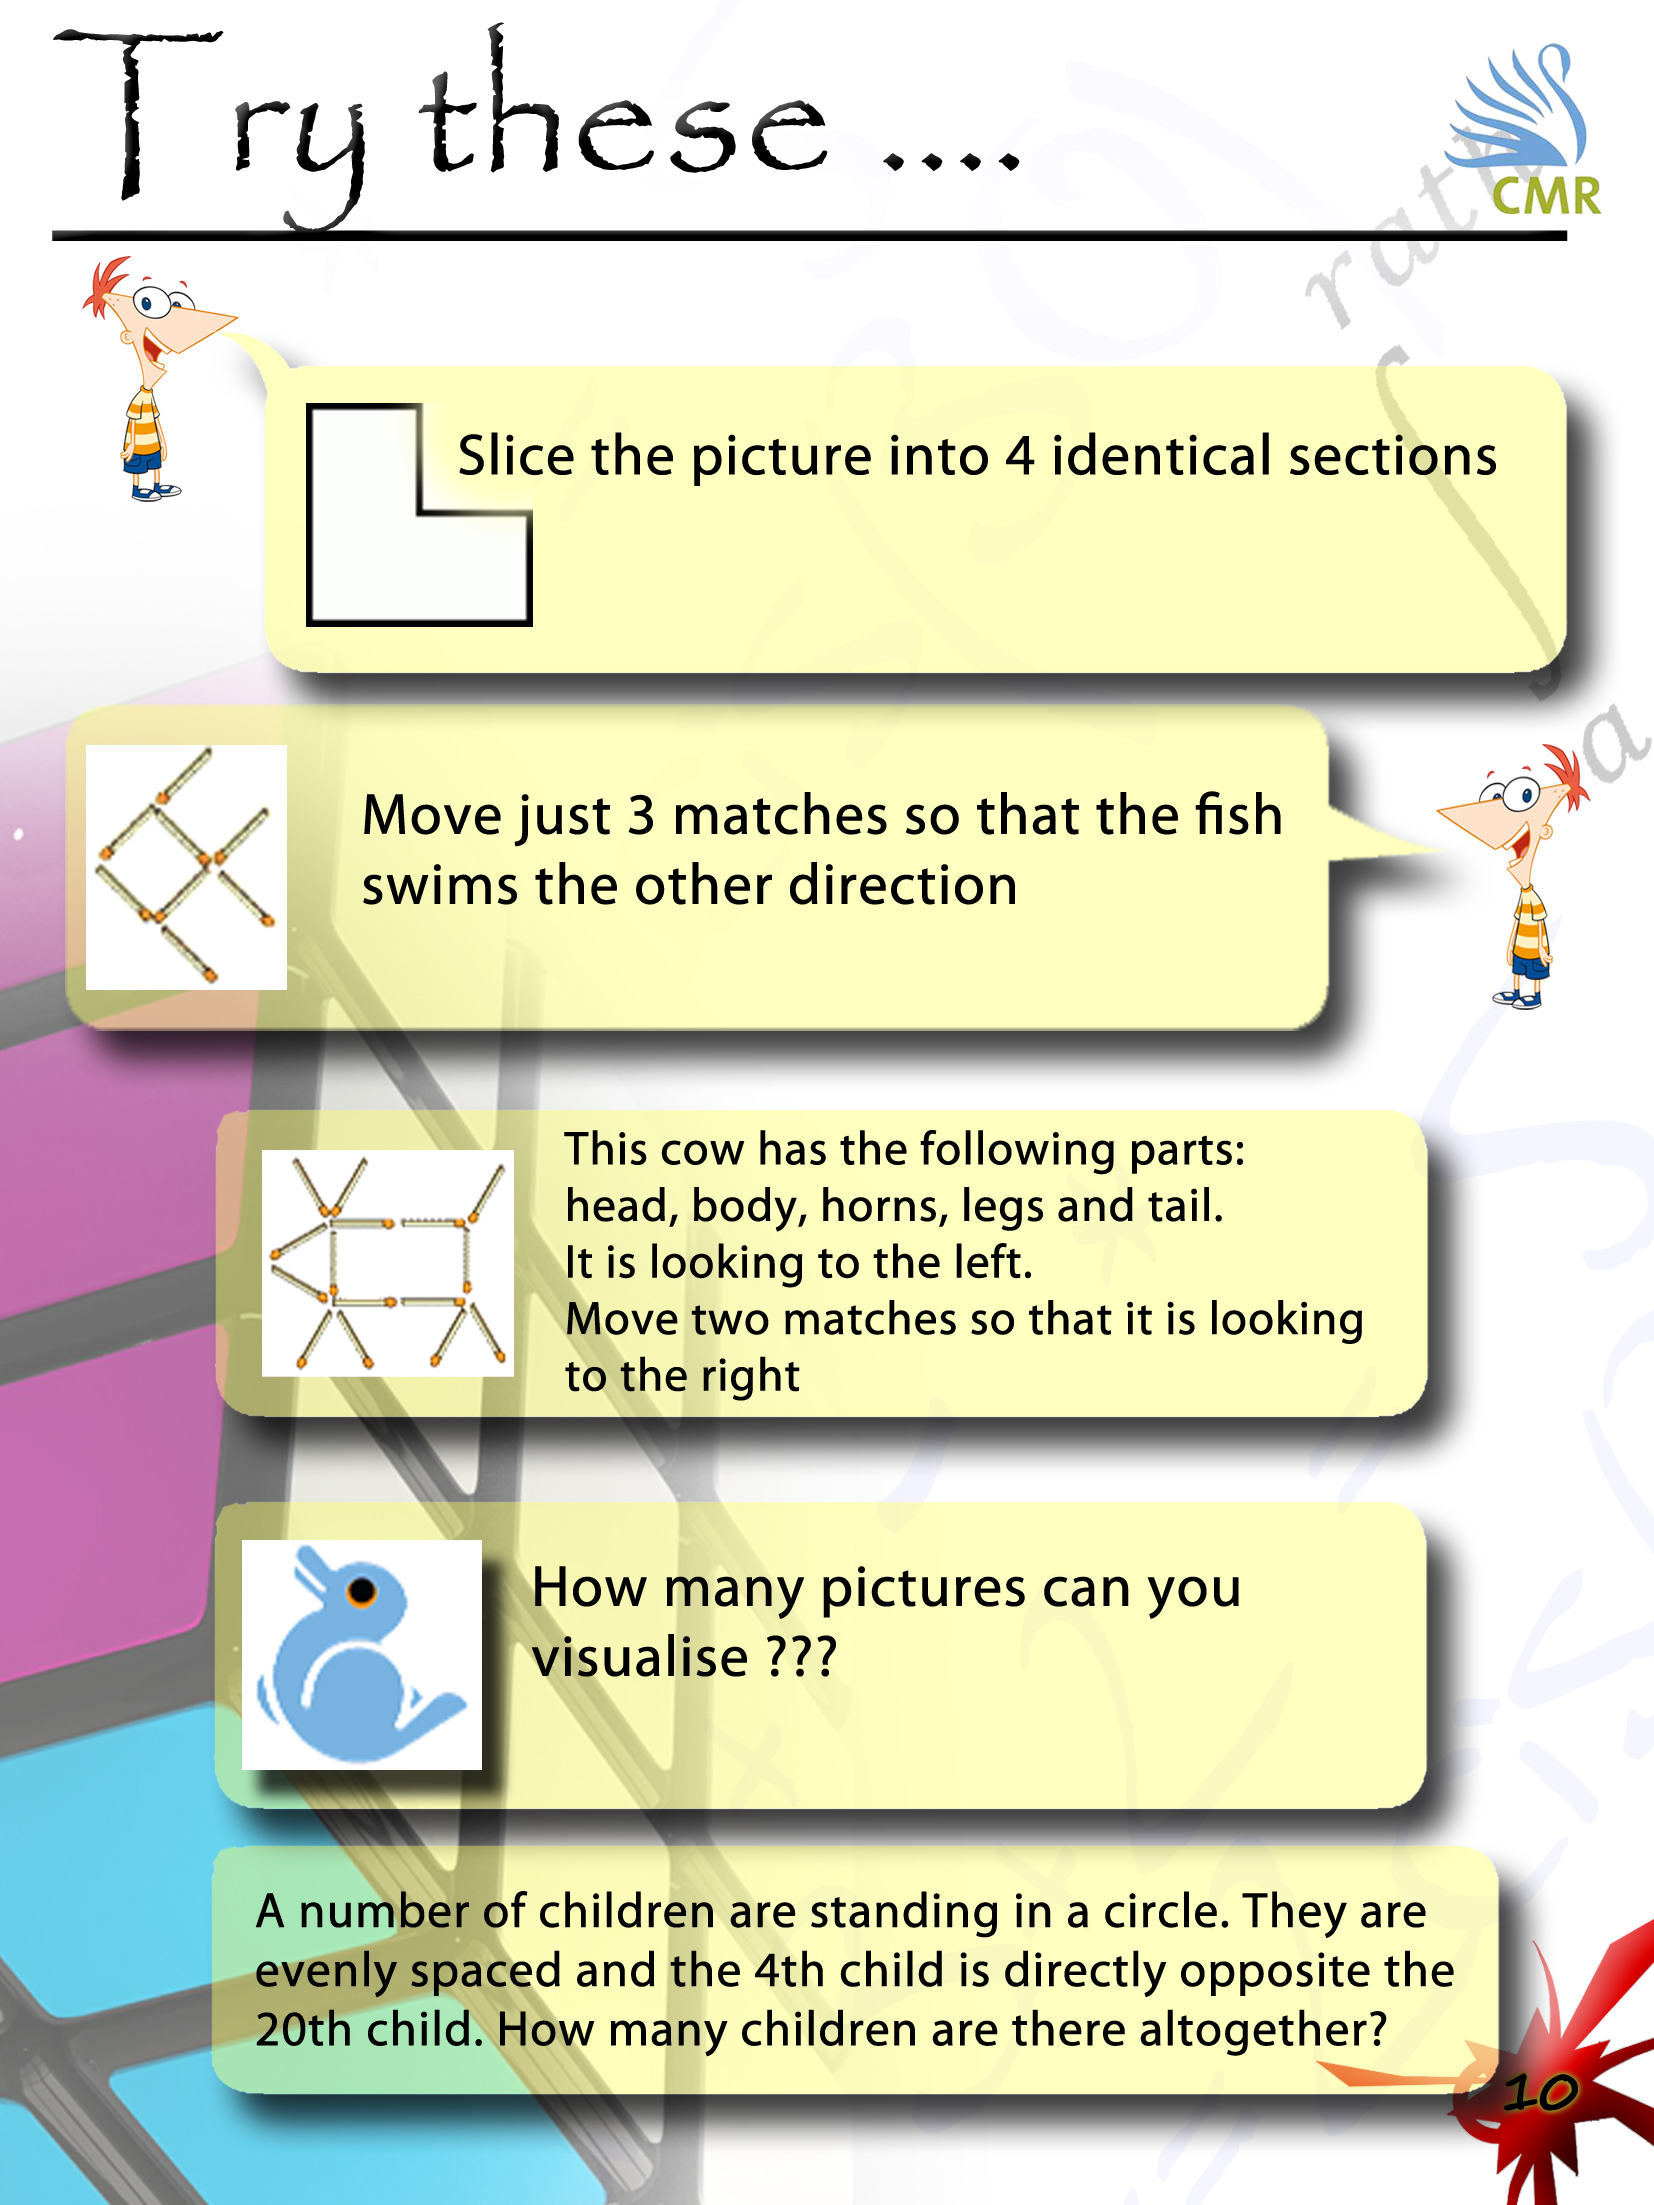 Try these ....
CMR
Slice the picture into 4 identical sections
Move just 3 matches so that the fish
swims the other direction
This cow has the following parts:
head, body, horns, legs and tail.
It is looking to the left.
Move two matches so that it is looking
to the right
How many pictures can you
visualise ???
A number of children are standing in a circle. They are
evenly spaced and the 4th child is directly opposite the
20th child. How many children are there altogether?
10